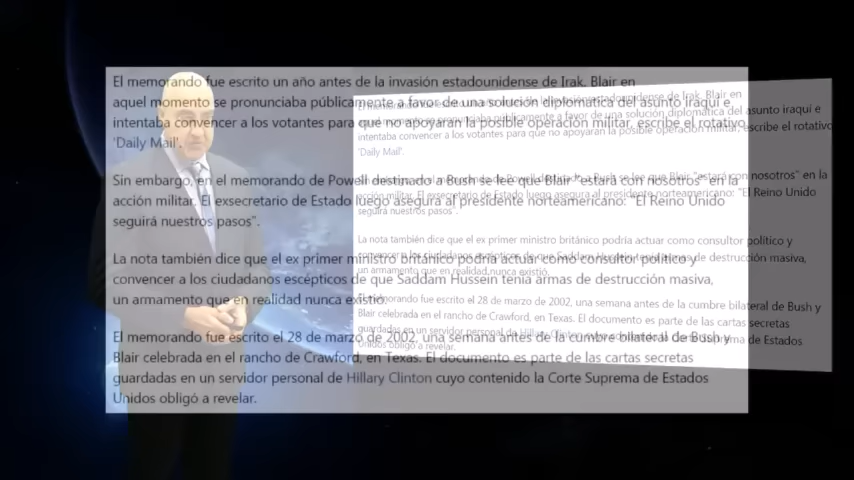 El memorando fue escrito un año antes de la invasión estadounidense de Irak. Blair en
aquel momento se pronunciaba públicamente a favor de una solución diplomática del asunto iraquí e
intentaba convencer a los votantes para que no apoyaran la posible operación militar, escribe el rotativo
'Daily Mail'.
Sin embargo, en el memorando de Powell destinado a Bush se lee que Blair "estará con nosotros" en la
acción militar. El exsecretario de Estado luego asegura al presidente norteamericano: "El Reino Unido
seguirá nuestros pasos".
La nota también dice que el ex primer ministro británico podría actuar como consultor político y
convencer a los ciudadanos escépticos de que Saddam Hussein tenía armas de destrucción masiva,
un armamento que en realidad nunca existió.
El memorando fue escrito el 28 de marzo de 2002, una semana antes de la cumbre bilateral de Bush y
Blair celebrada en el rancho de Crawford, en Texas. El documento es parte de las cartas secretas
guardadas en un servidor personal de Hillary Clinton cuyo contenido la Corte Suprema de Estados
Unidos obligó a revelar.